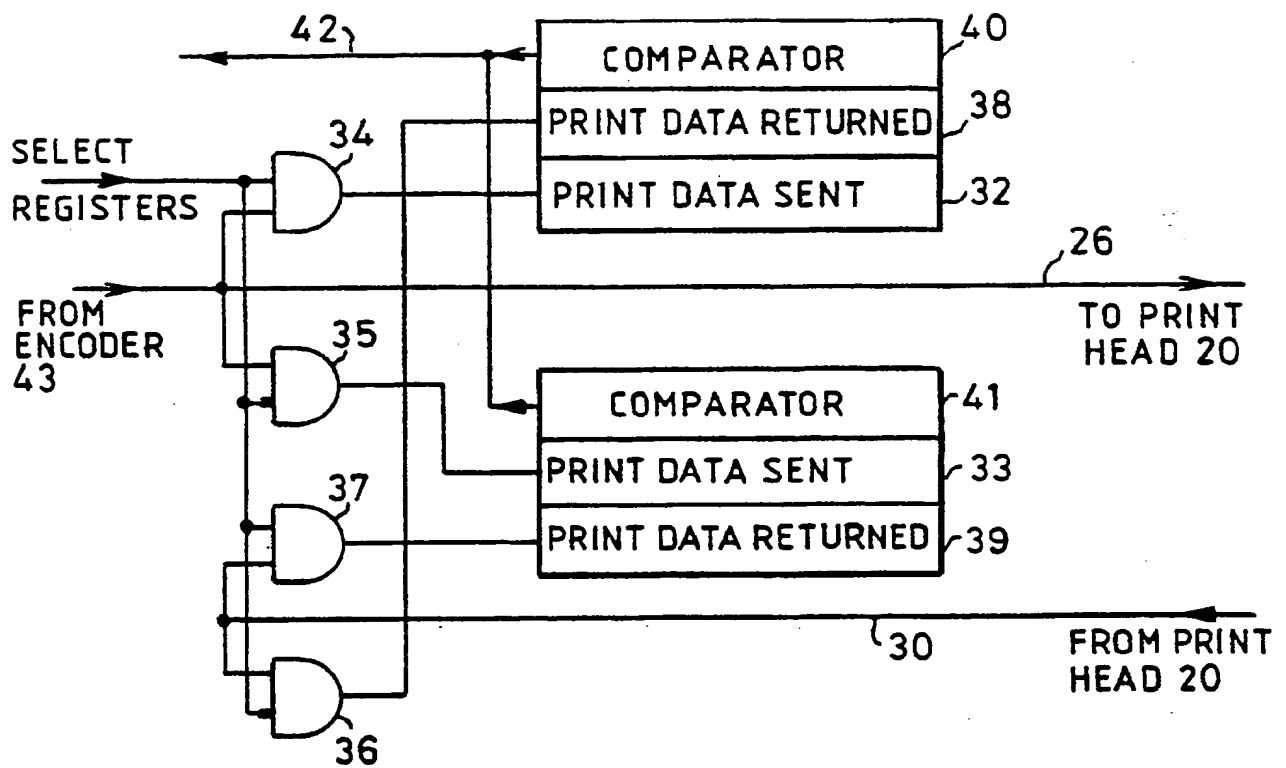 42
COMPARATOR
40
PRINT DATA RETURNED
38
34
SELECT
REGISTERS
PRINT DATA SENT
32
26
FROM
ENCODER
43
TO PRINT
HEAD 20
35
COMPARATOR
41
PRINT DATA SENT
33
37
PRINT DATA RETURNED
39
30
FROM PRINT
HEAD 20
36